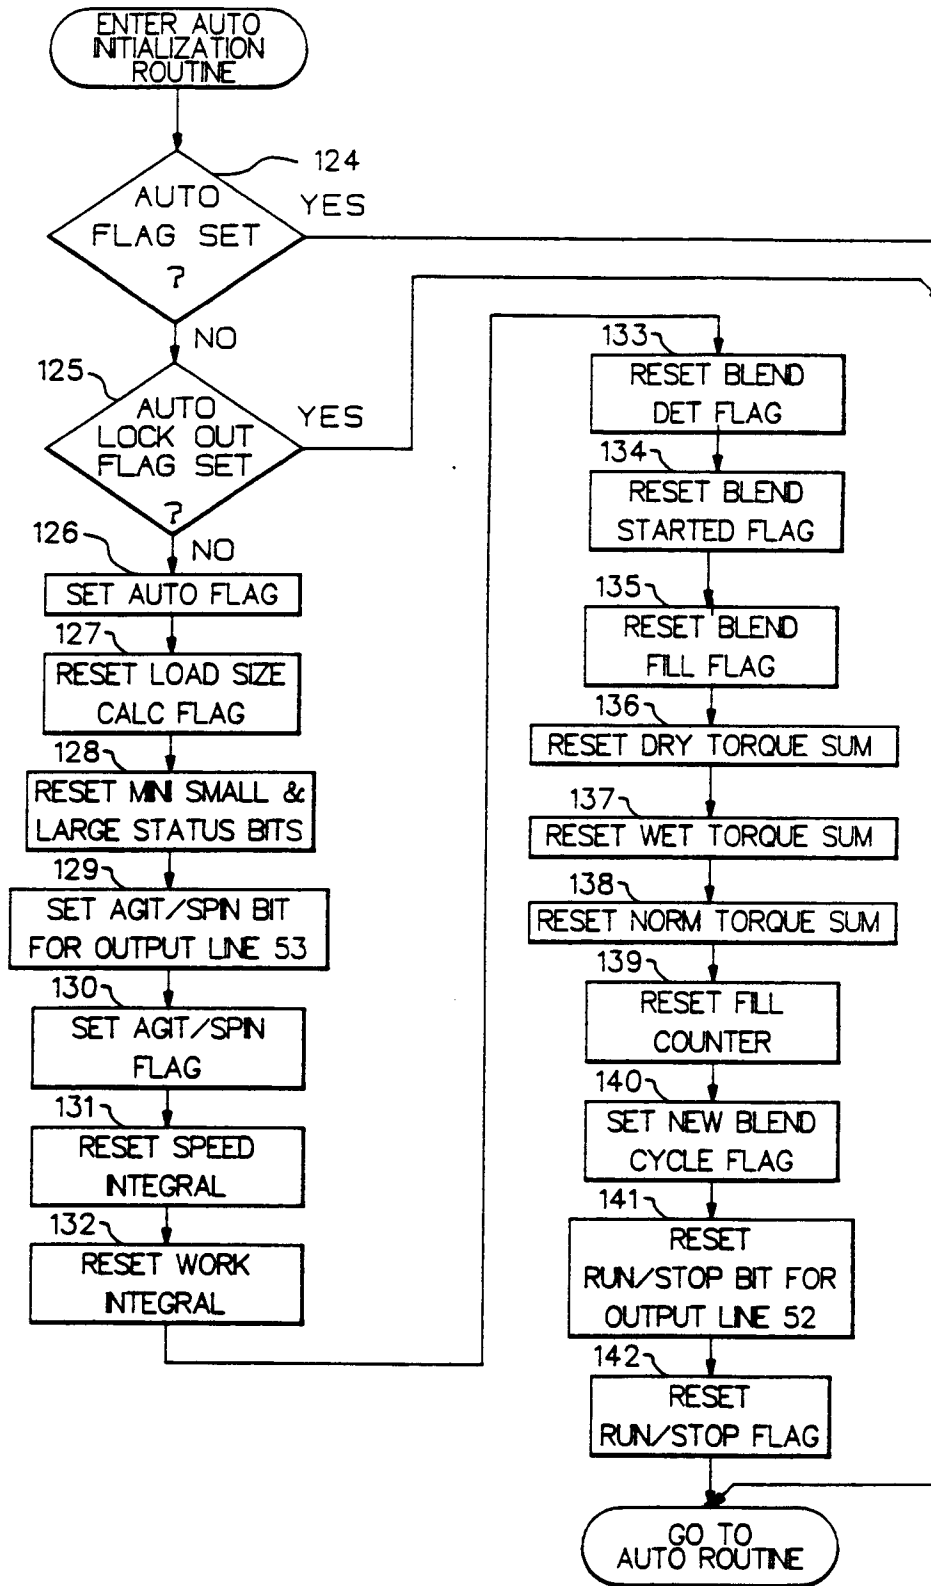 ENTER AUTO
INITIALIZATION
ROUTINE
124
AUTO
FLAG SET
?
YES
NO
125
AUTO
LOCK OUT
FLAG SET
?
YES
NO
126
SET AUTO FLAG
127
RESET LOAD SIZE
CALC FLAG
128
RESET MINI SMALL &
LARGE STATUS BITS
129
SET AGIT/SPIN BIT
FOR OUTPUT LINE 53
130
SET AGIT/SPIN
FLAG
131
RESET SPEED
INTEGRAL
132
RESET WORK
INTEGRAL
133
RESET BLEND
DET FLAG
134
RESET BLEND
STARTED FLAG
135
RESET BLEND
FILL FLAG
136
RESET DRY TORQUE SUM
137
RESET WET TORQUE SUM
138
RESET NORM TORQUE SUM
139
RESET FILL
COUNTER
140
SET NEW BLEND
CYCLE FLAG
141
RESET
RUN/STOP BIT FOR
OUTPUT LINE 52
142
RESET
RUN/STOP FLAG
GO TO
AUTO ROUTINE